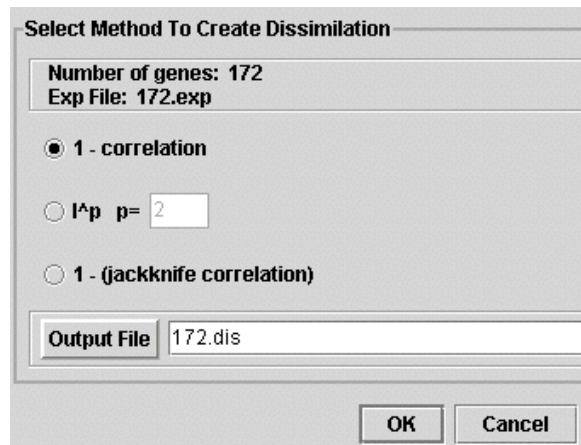 Select Method To Create Dissimilation
Number of genes: 172
Exp File: 172.exp
1 - correlation
l^p p= 2
1 - (jackknife correlation)
Output File 172.dis
OK Cancel